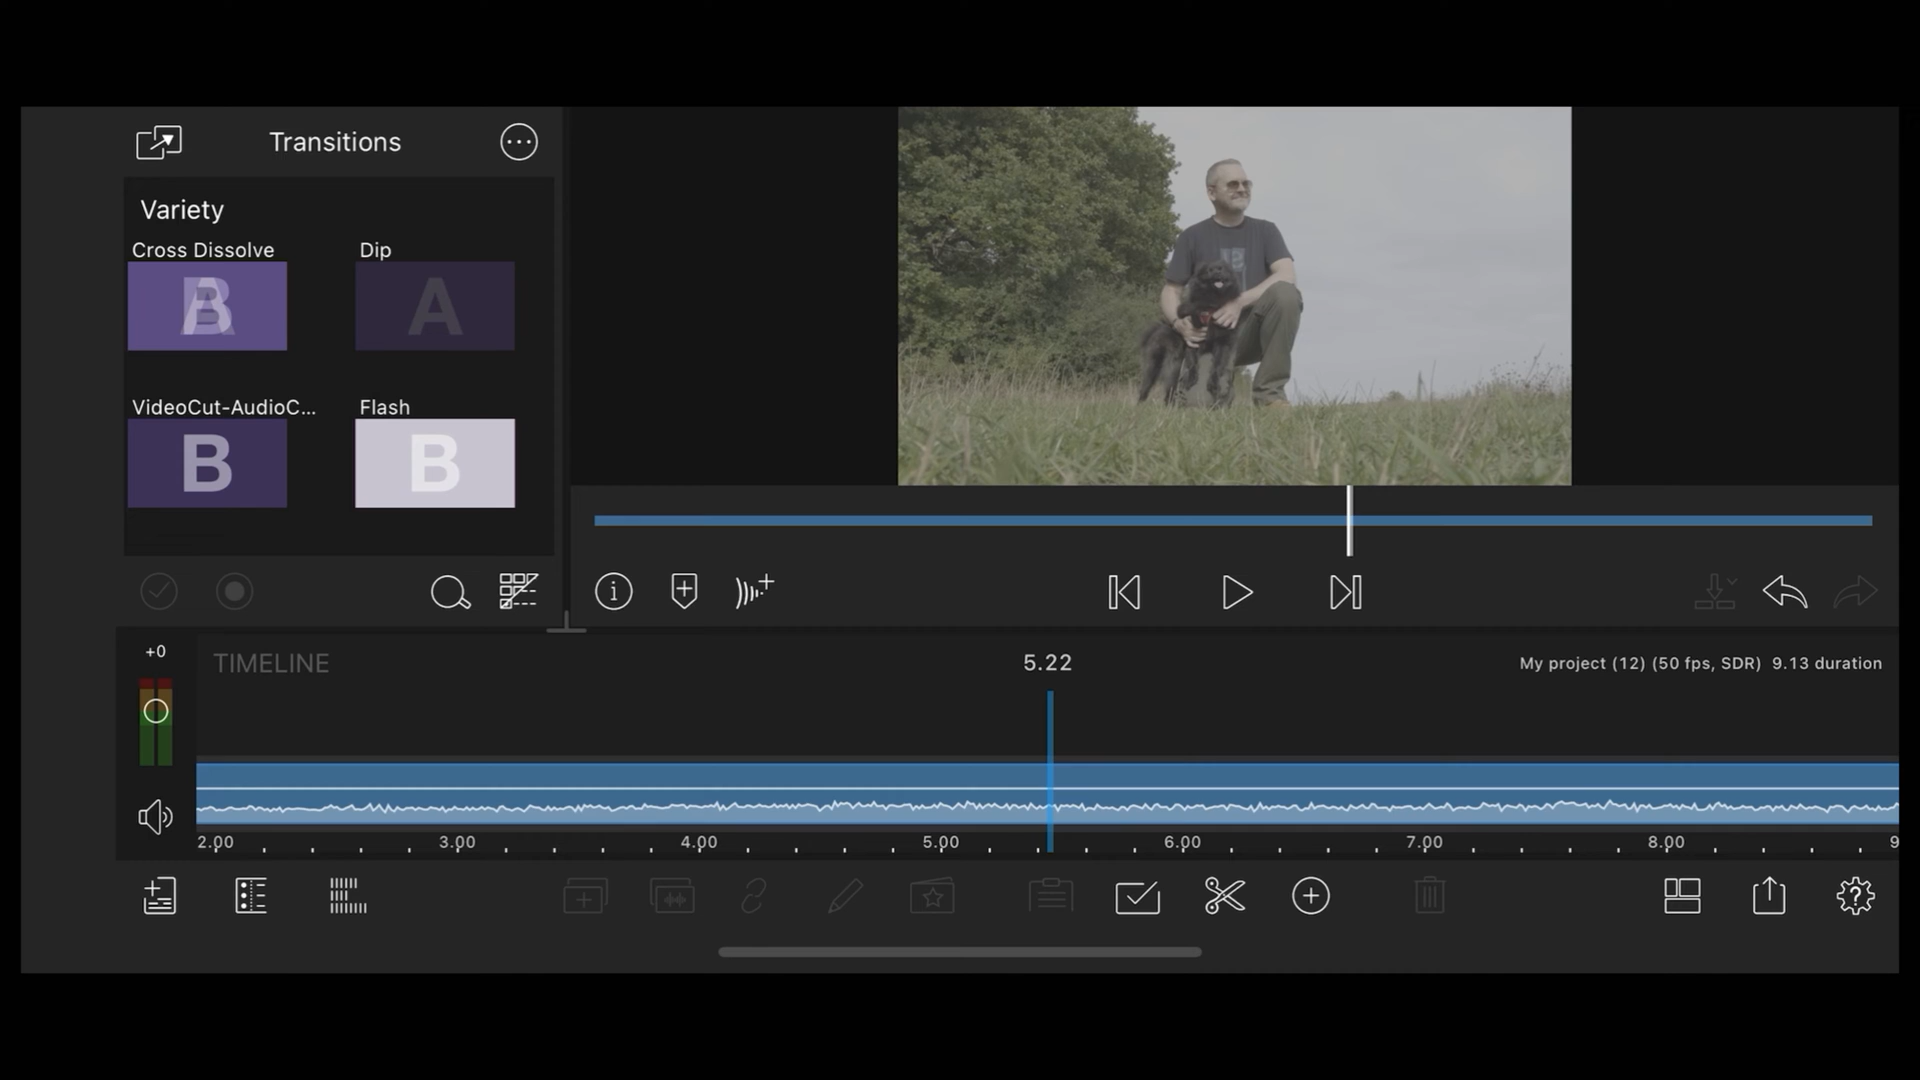 Transitions
Variety
Cross Dissolve
Dip
B
A
VideoCut-AudioC...
Flash
B
B
+0
TIMELINE
5.22
My project (12) (50 fps, SDR) 9.13 duration
2.00 3.00 4.00 5.00 6.00 7.00 8.00 9